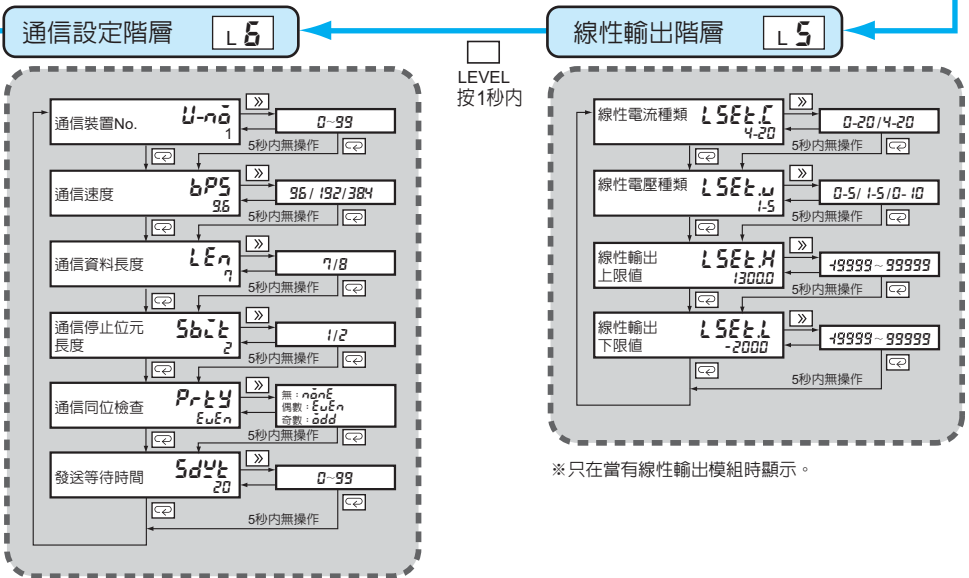 通信設定階層 L 6
通信裝置No. U-no
1
0~99
5秒内無操作
通信速度 bPS
9.6
9.6/ 19.2/38.4
5秒内無操作
通信資料長度 LEn
7
7/8
5秒内無操作
通信停止位元
長度
Sbit
2
1/2
5秒内無操作
通信同位檢查 PrtY
EvEn
無：nonE
偶數：EvEn
奇數：odd
5秒内無操作
發送等待時間 SdWt
20
0~99
5秒内無操作
LEVEL
按1秒内
線性輸出階層 L 5
線性電流種類 LSEt.C
4-20
0-20/4-20
5秒内無操作
線性電壓種類 LSEt.v
1-5
0-5/ 1-5/0- 10
5秒内無操作
線性輸出
上限値
LSEt.H
1300.0
-19999~99999
5秒内無操作
線性輸出
下限値
LSEt.L
-200.0
-19999~99999
5秒内無操作
※只在當有線性輸出模組時顯示。